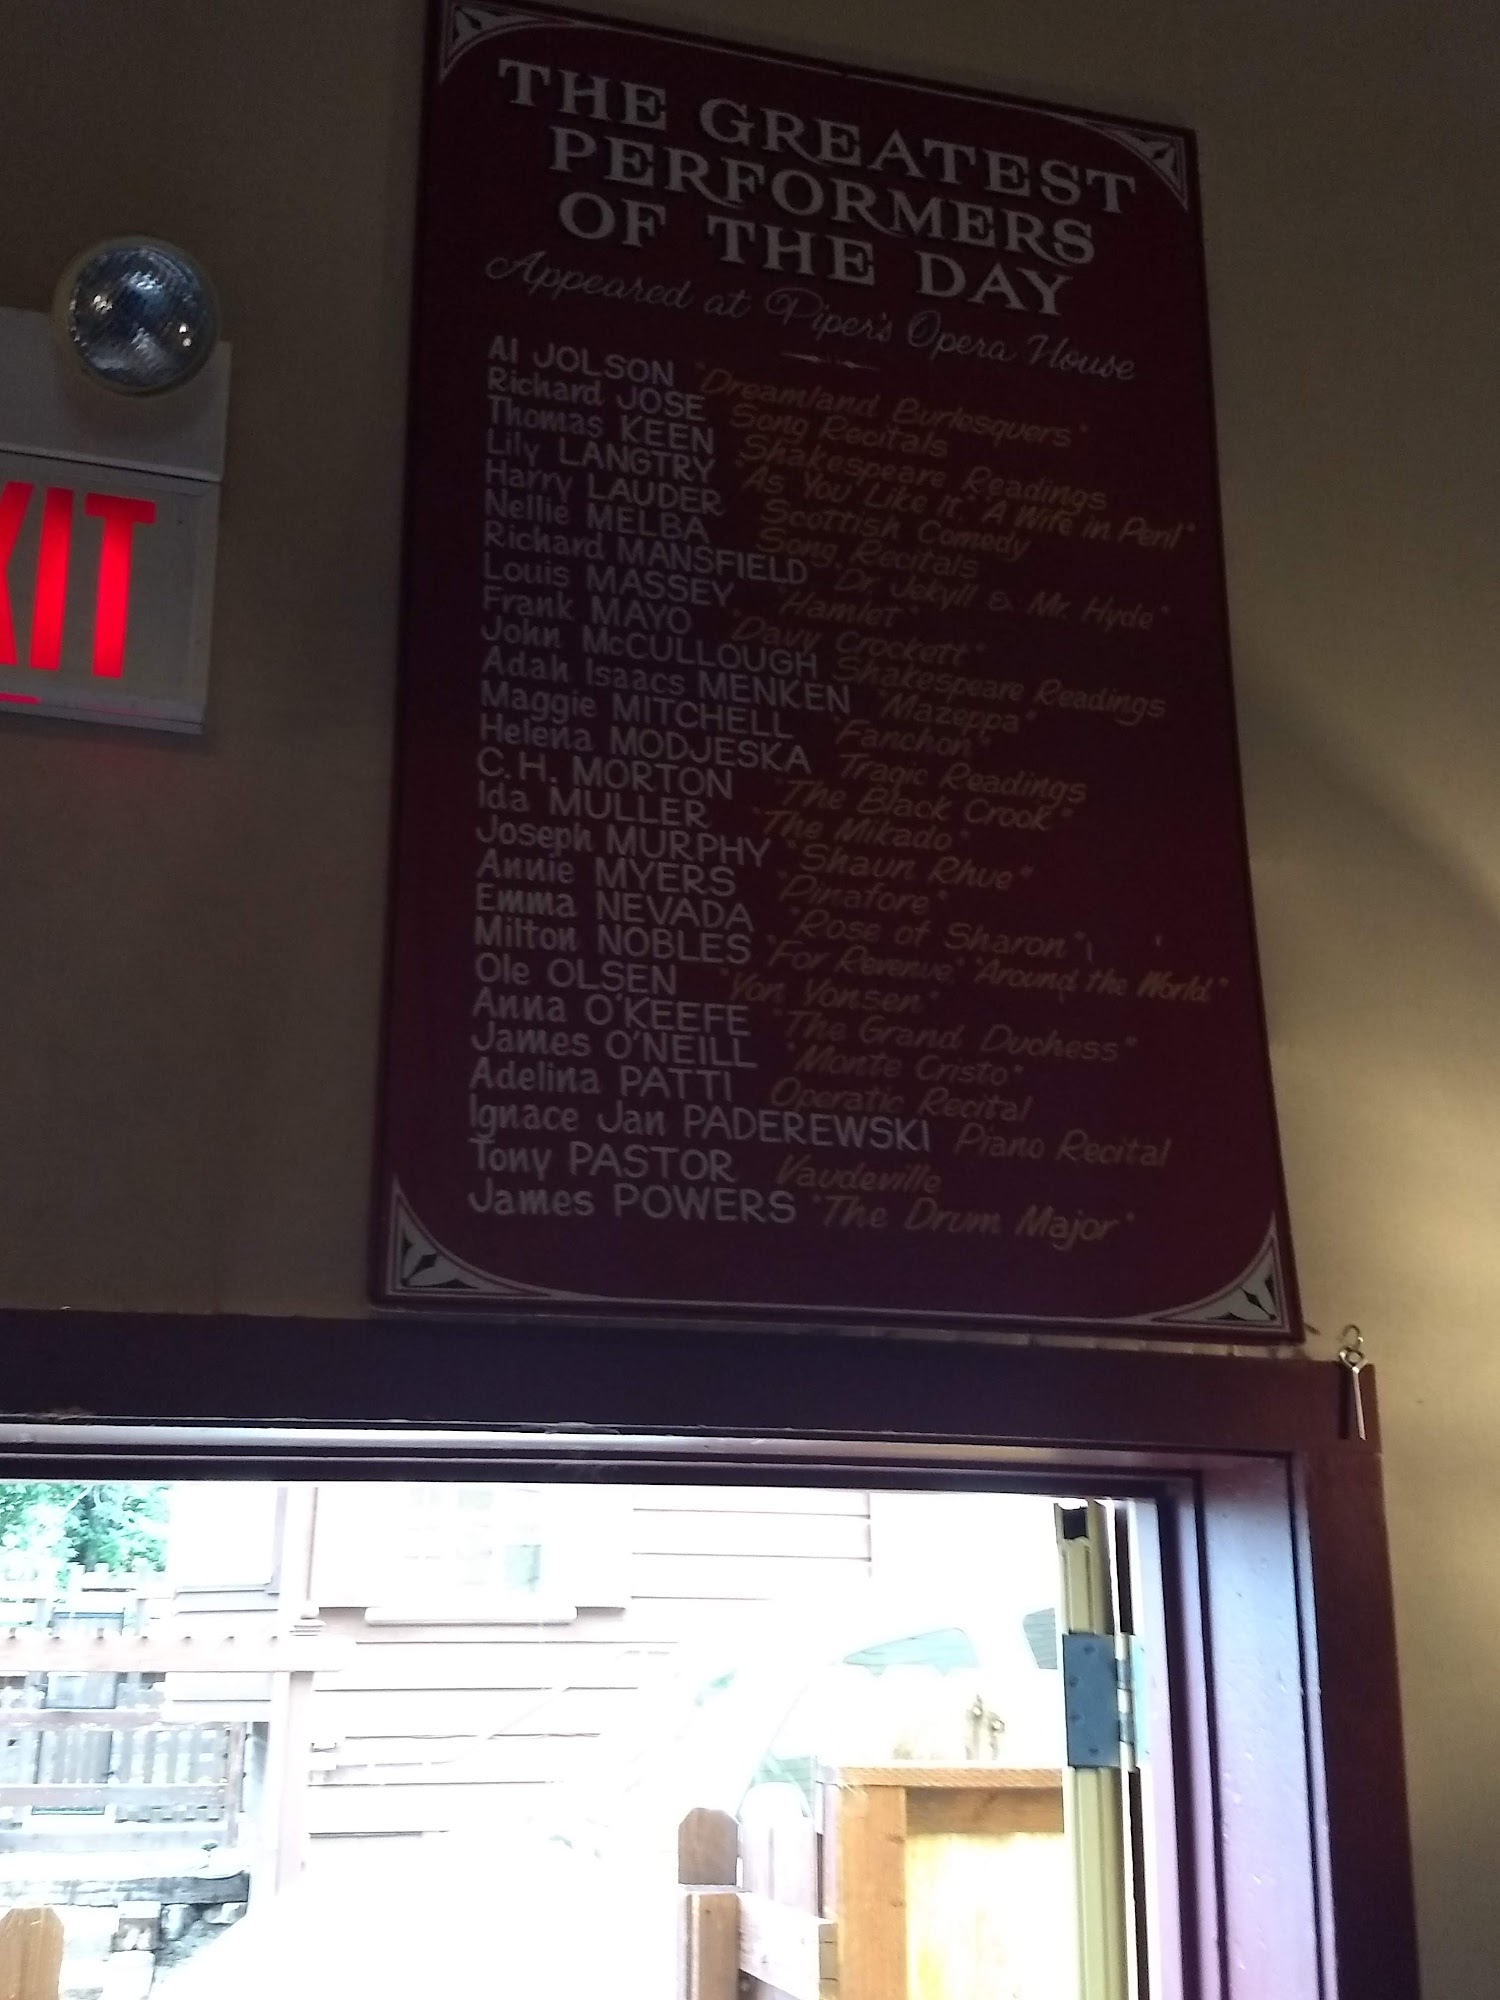 THE GREATEST
PERFORMERS
OF THE DAY
Appeared at Piper's Opera House
Al JOLSON "Dreamland Burlesquers"
Richard JOSE Song Recitals
Thomas KEEN Shakespeare Readings
Lily LANGTRY "As You Like It" "A Wife in Peril"
Harry LAUDER Scottish Comedy
Nellie MELBA Song Recitals
Richard MANSFIELD "Dr. Jekyll & Mr. Hyde"
Louis MASSEY "Hamlet"
Frank MAYO "Davy Crockett"
John McCULLOUGH Shakespeare Readings
Adah Isaacs MENKEN "Mazeppa"
Maggie MITCHELL "Fanchon"
Helena MODJESKA Tragic Readings
C.H. MORTON "The Black Crook"
Ida MULLER "The Mikado"
Joseph MURPHY "Shaun Rhue"
Annie MYERS "Pinafore"
Emma NEVADA "Rose of Sharon"
Milton NOBLES "For Revenue" "Around the World"
Ole OLSEN "Yon Yonsen"
Anna O'KEEFE "The Grand Duchess"
James O'NEILL "Monte Cristo"
Adelina PATTI Operatic Recital
Ignace Jan PADEREWSKI Piano Recital
Tony PASTOR Vaudeville
James POWERS "The Drum Major"
XIT